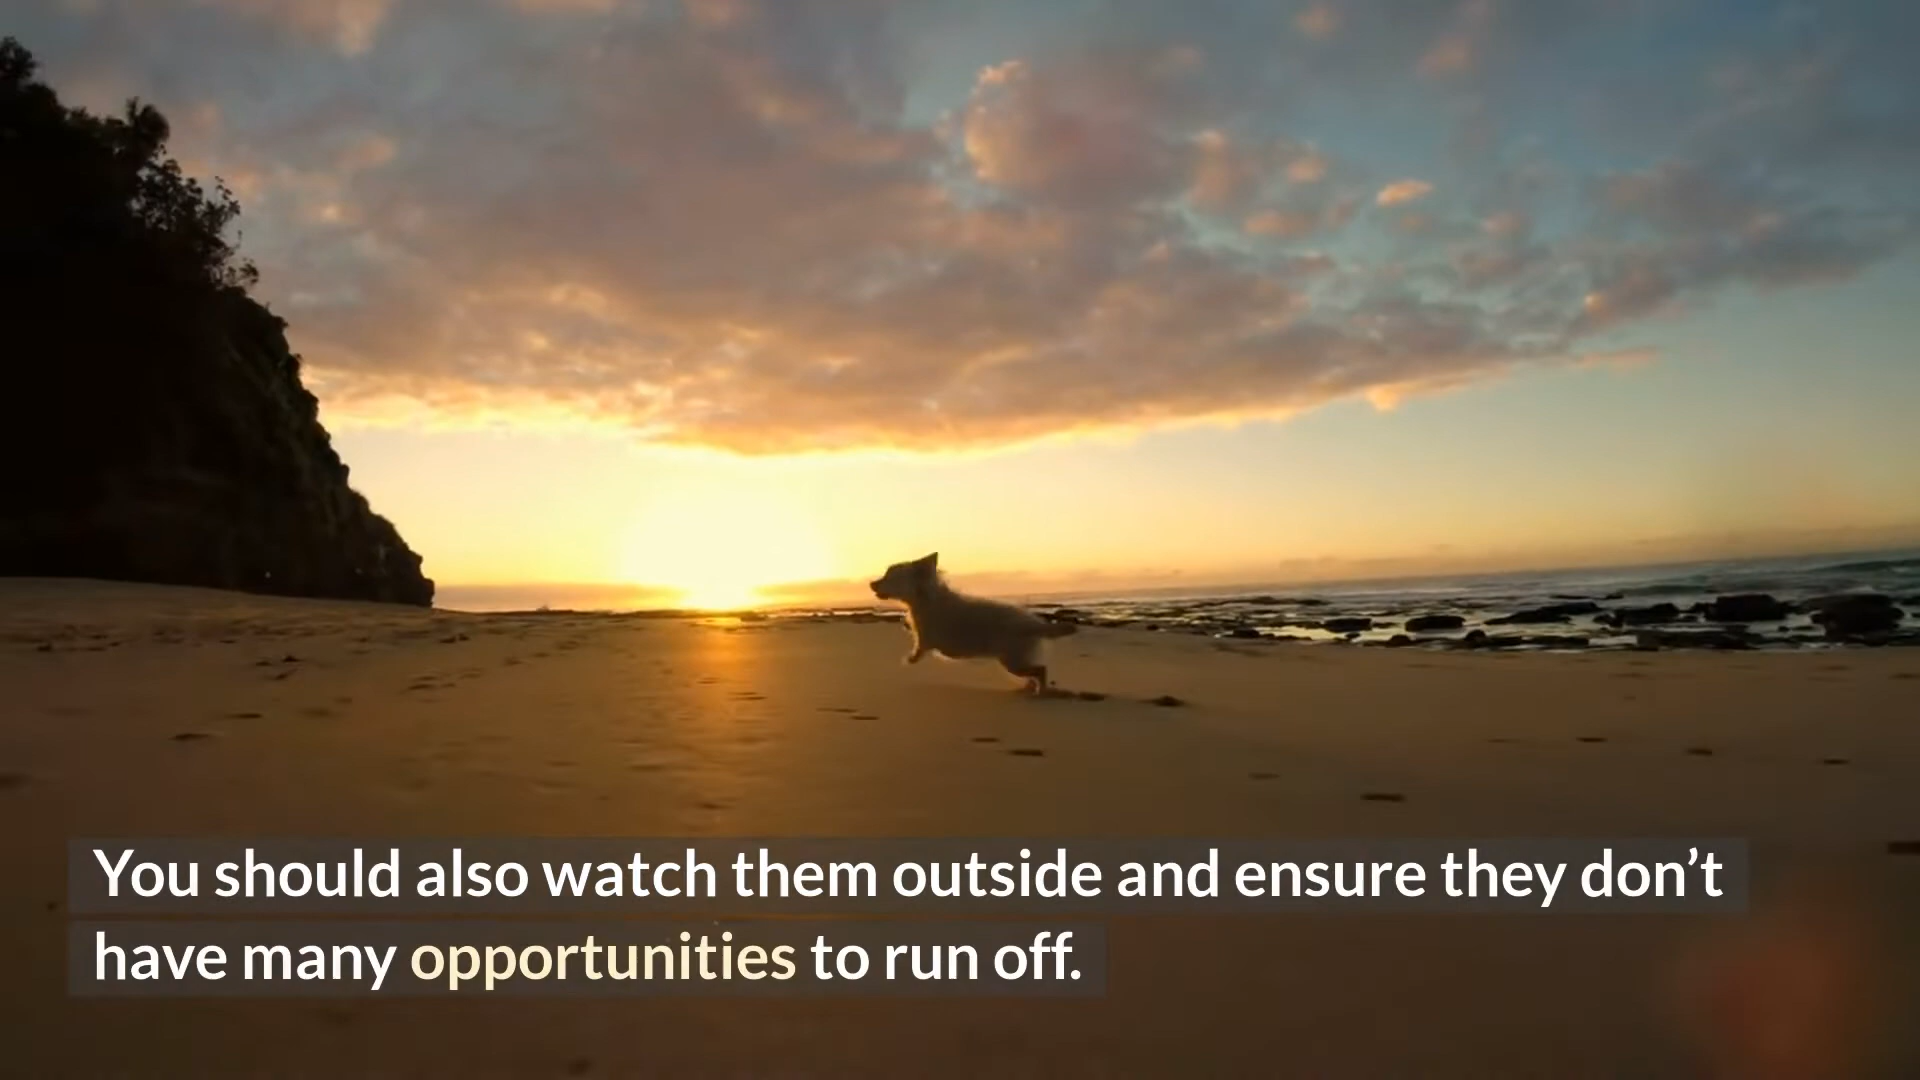 You should also watch them outside and ensure they don’t
have many opportunities to run off.